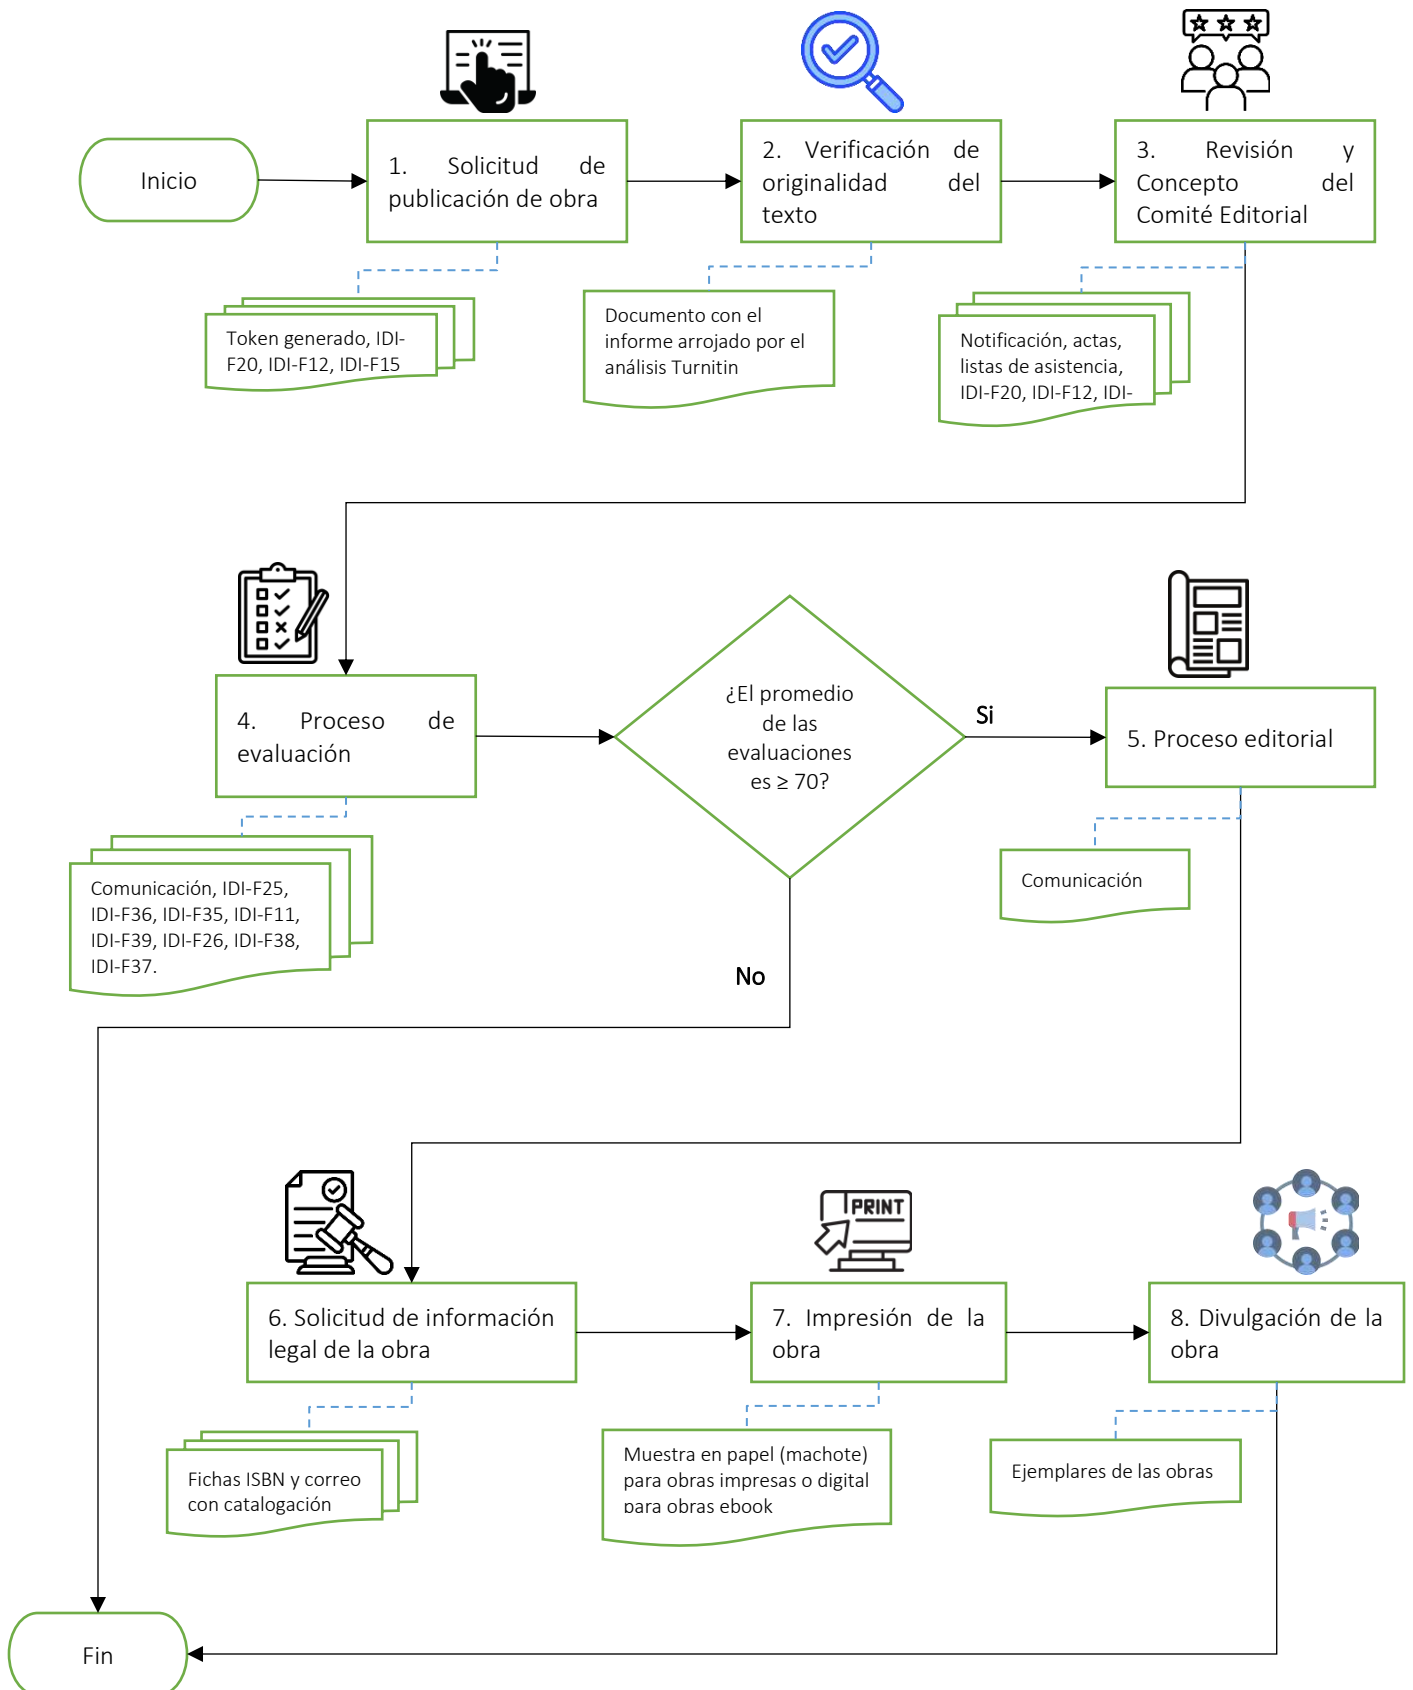 Inicio
1. Solicitud de
publicación de obra
2. Verificación de
originalidad del
texto
3. Revisión y
Concepto del
Comité Editorial
Token generado, IDI-
F20, IDI-F12, IDI-F15
Documento con el
informe arrojado por el
análisis Turnitin
Notificación, actas,
listas de asistencia,
IDI-F20, IDI-F12, IDI-
4. Proceso de
evaluación
¿El promedio
de las
evaluaciones
es ≥ 70?
Si
5. Proceso editorial
Comunicación, IDI-F25,
IDI-F36, IDI-F35, IDI-F11,
IDI-F39, IDI-F26, IDI-F38,
IDI-F37.
No
Comunicación
PRINT
6. Solicitud de información
legal de la obra
7. Impresión de la
obra
8. Divulgación de la
obra
Fichas ISBN y correo
con catalogación
Muestra en papel (machote)
para obras impresas o digital
para obras ebook
Ejemplares de las obras
Fin